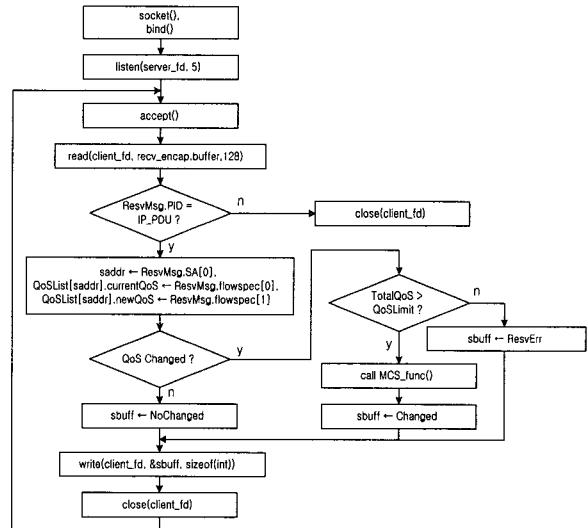 socket(),
bind()
listen(server_fd, 5)
accept()
read(client_fd, recv_encap.buffer,128)
ResvMsg.PID =
IP_PDU ?
n
close(client_fd)
y
saddr ← ResvMsg.SA[0],
QoSList[saddr].currentQoS ← ResvMsg.flowspec[0],
QoSList[saddr].newQoS ← ResvMsg.flowspec[1]
TotalQoS >
QoSLimit ?
n
sbuff ← ResvErr
y
QoS Changed ?
y
call MCS_func()
n
sbuff ← NoChanged
sbuff ← Changed
write(client_fd, &sbuff, sizeof(int))
close(client_fd)